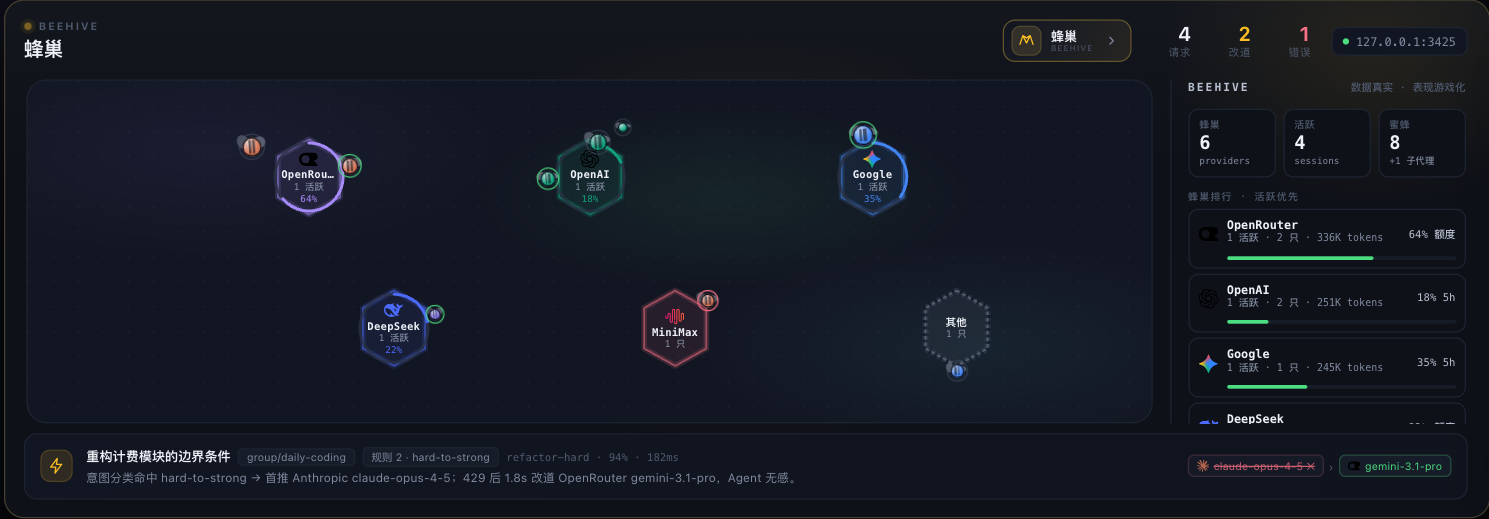 BEEHIVE
蜂巢
蜂巢
BEEHIVE
4
请求
2
改道
1
错误
127.0.0.1:3425
OpenRou…
1 活跃
64%
OpenAI
1 活跃
18%
Google
1 活跃
35%
DeepSeek
1 活跃
22%
MiniMax
1 只
其他
1 只
BEEHIVE
数据真实 · 表现游戏化
蜂巢
6
providers
活跃
4
sessions
蜜蜂
8
+1 子代理
蜂巢排行 · 活跃优先
OpenRouter
1 活跃 · 2 只 · 336K tokens
64% 额度
OpenAI
1 活跃 · 2 只 · 251K tokens
18% 5h
Google
1 活跃 · 1 只 · 245K tokens
35% 5h
DeepSeek
重构计费模块的边界条件 group/daily-coding 规则 2 · hard-to-strong refactor-hard · 94% · 182ms
意图分类命中 hard-to-strong → 首推 Anthropic claude-opus-4-5；429 后 1.8s 改道 OpenRouter gemini-3.1-pro，Agent 无感。
claude-opus-4-5 ✕ › gemini-3.1-pro